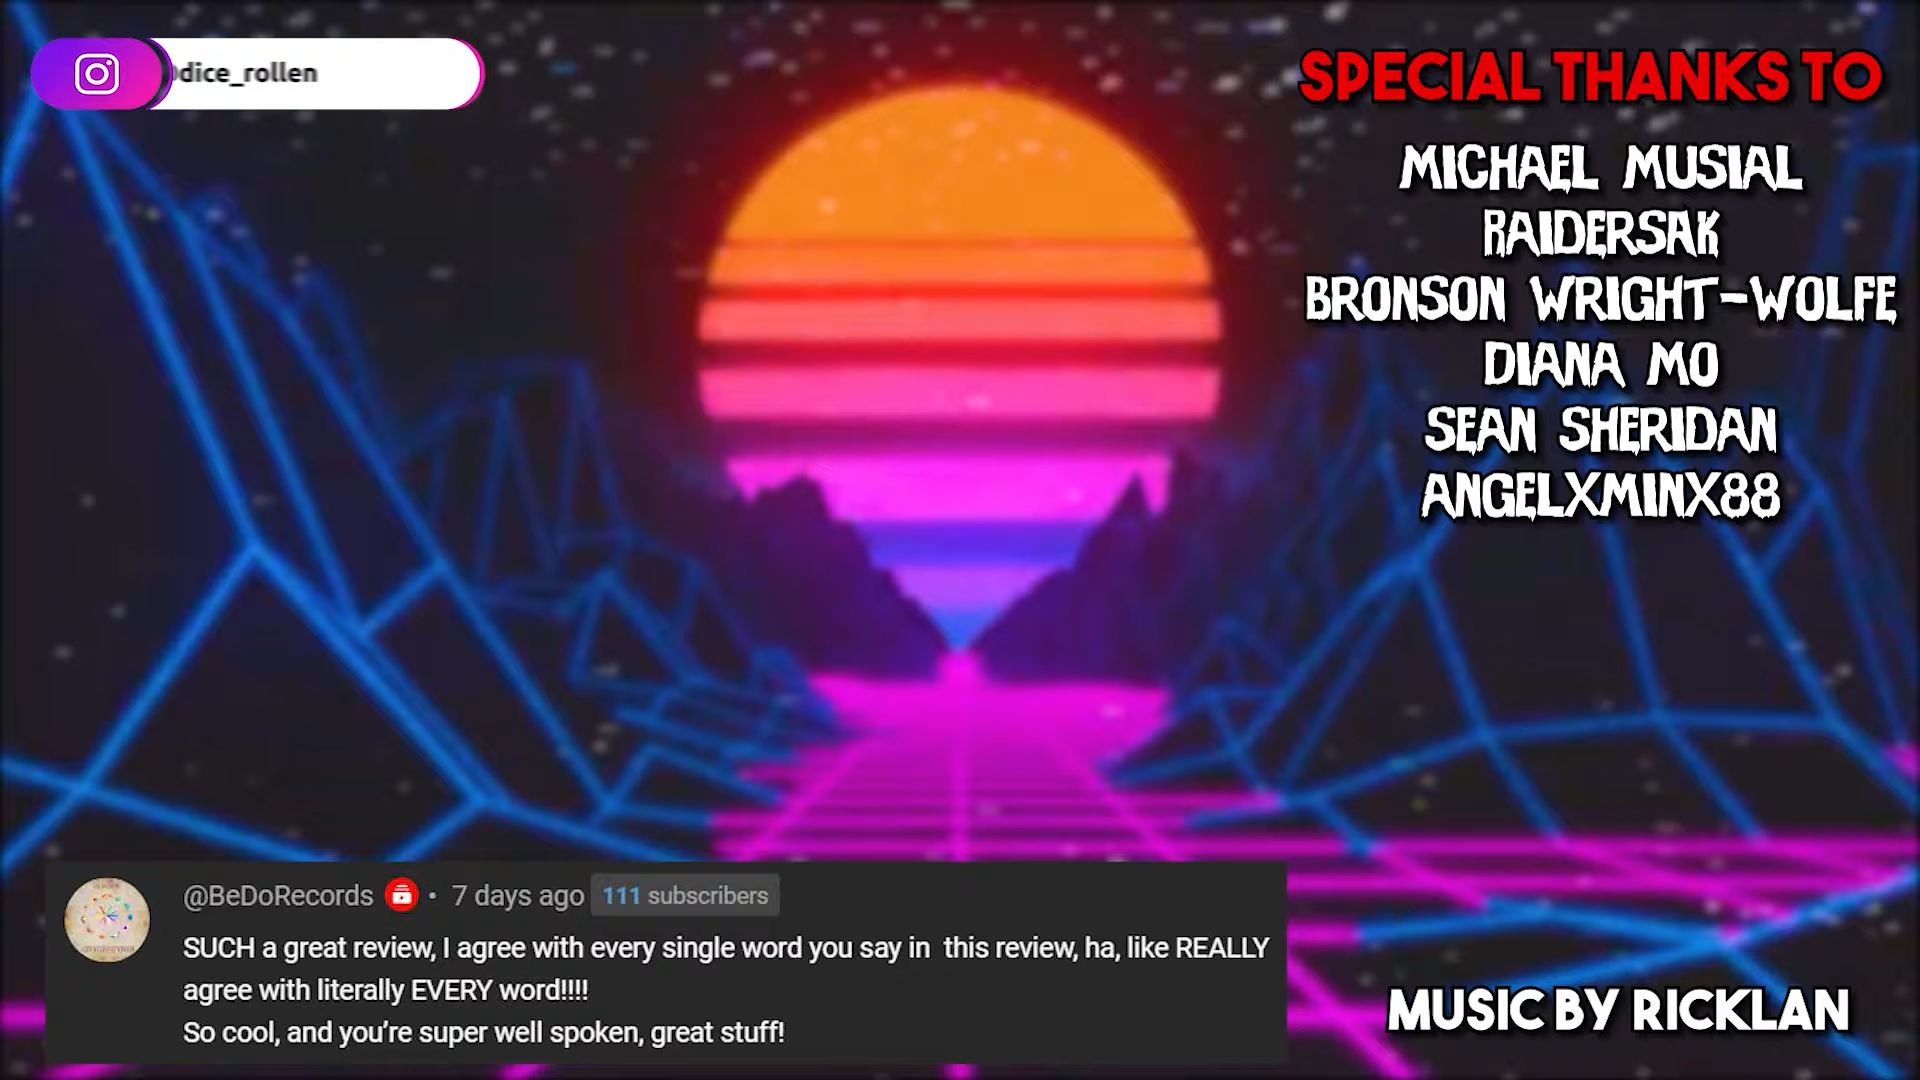 dice_rollen
SPECIAL THANKS TO
MICHAEL MUSIAL
RAIDERSAK
BRONSON WRIGHT-WOLFE
DIANA MO
SEAN SHERIDAN
ANGELXMINX88
@BeDoRecords • 7 days ago 111 subscribers
SUCH a great review, I agree with every single word you say in this review, ha, like REALLY
agree with literally EVERY word!!!!
So cool, and you’re super well spoken, great stuff!
MUSIC BY RICKLAN